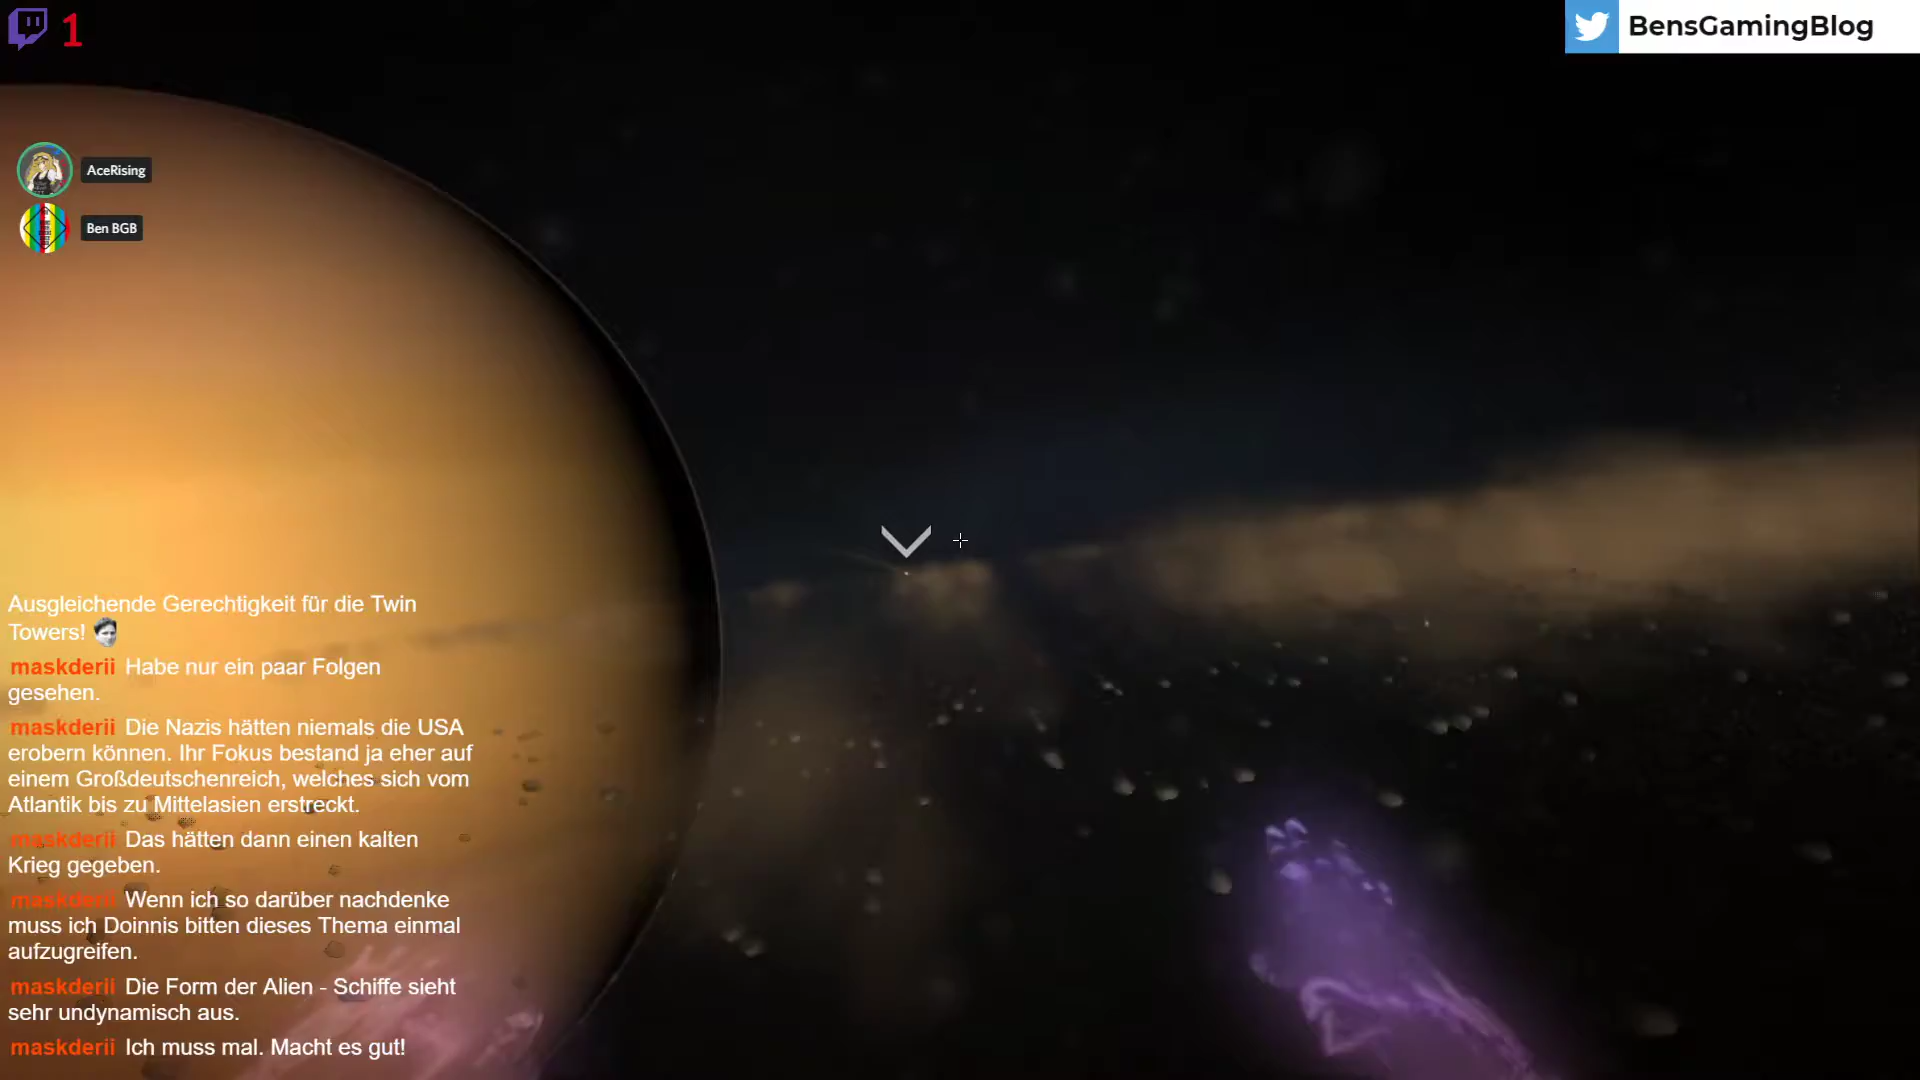 1
BensGamingBlog
AceRising
Ben BGB
Ausgleichende Gerechtigkeit für die Twin
Towers!
maskderii Habe nur ein paar Folgen
gesehen.
maskderii Die Nazis hätten niemals die USA
erobern können. Ihr Fokus bestand ja eher auf
einem Großdeutschenreich, welches sich vom
Atlantik bis zu Mittelasien erstreckt.
maskderii Das hätten dann einen kalten
Krieg gegeben.
maskderii Wenn ich so darüber nachdenke
muss ich Doinnis bitten dieses Thema einmal
aufzugreifen.
maskderii Die Form der Alien - Schiffe sieht
sehr undynamisch aus.
maskderii Ich muss mal. Macht es gut!